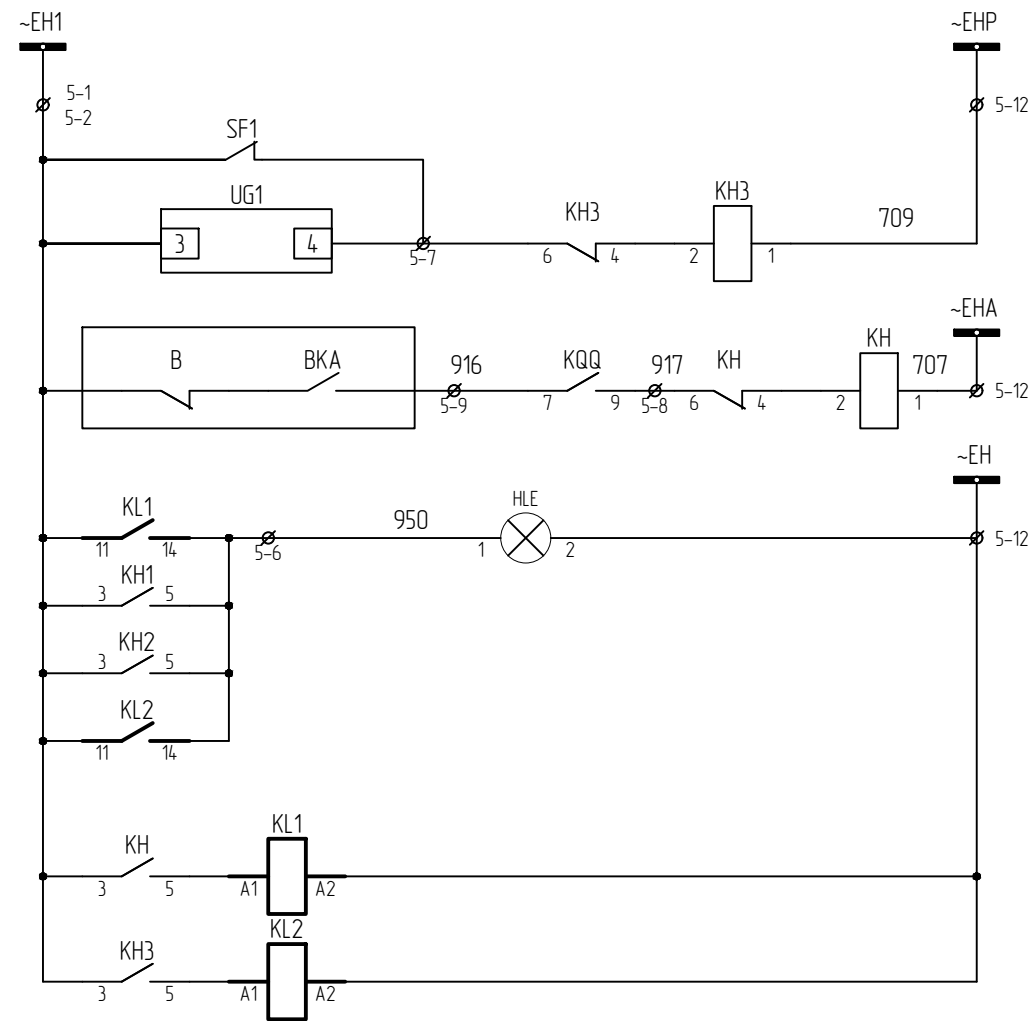 ~EH1
~EHP
5-1
5-2
5-12
SF1
UG1
3
4
5-7
KH3
6
4
KH3
2
1
709
~EHA
B
BKA
916
5-9
KQQ
7
9
917
5-8
KH
6
4
KH
2
1
707
5-12
~EH
KL1
11
14
5-6
950
HLE
1
2
5-12
KH1
3
5
KH2
3
5
KL2
11
14
KH
3
5
KL1
A1
A2
KH3
3
5
KL2
A1
A2